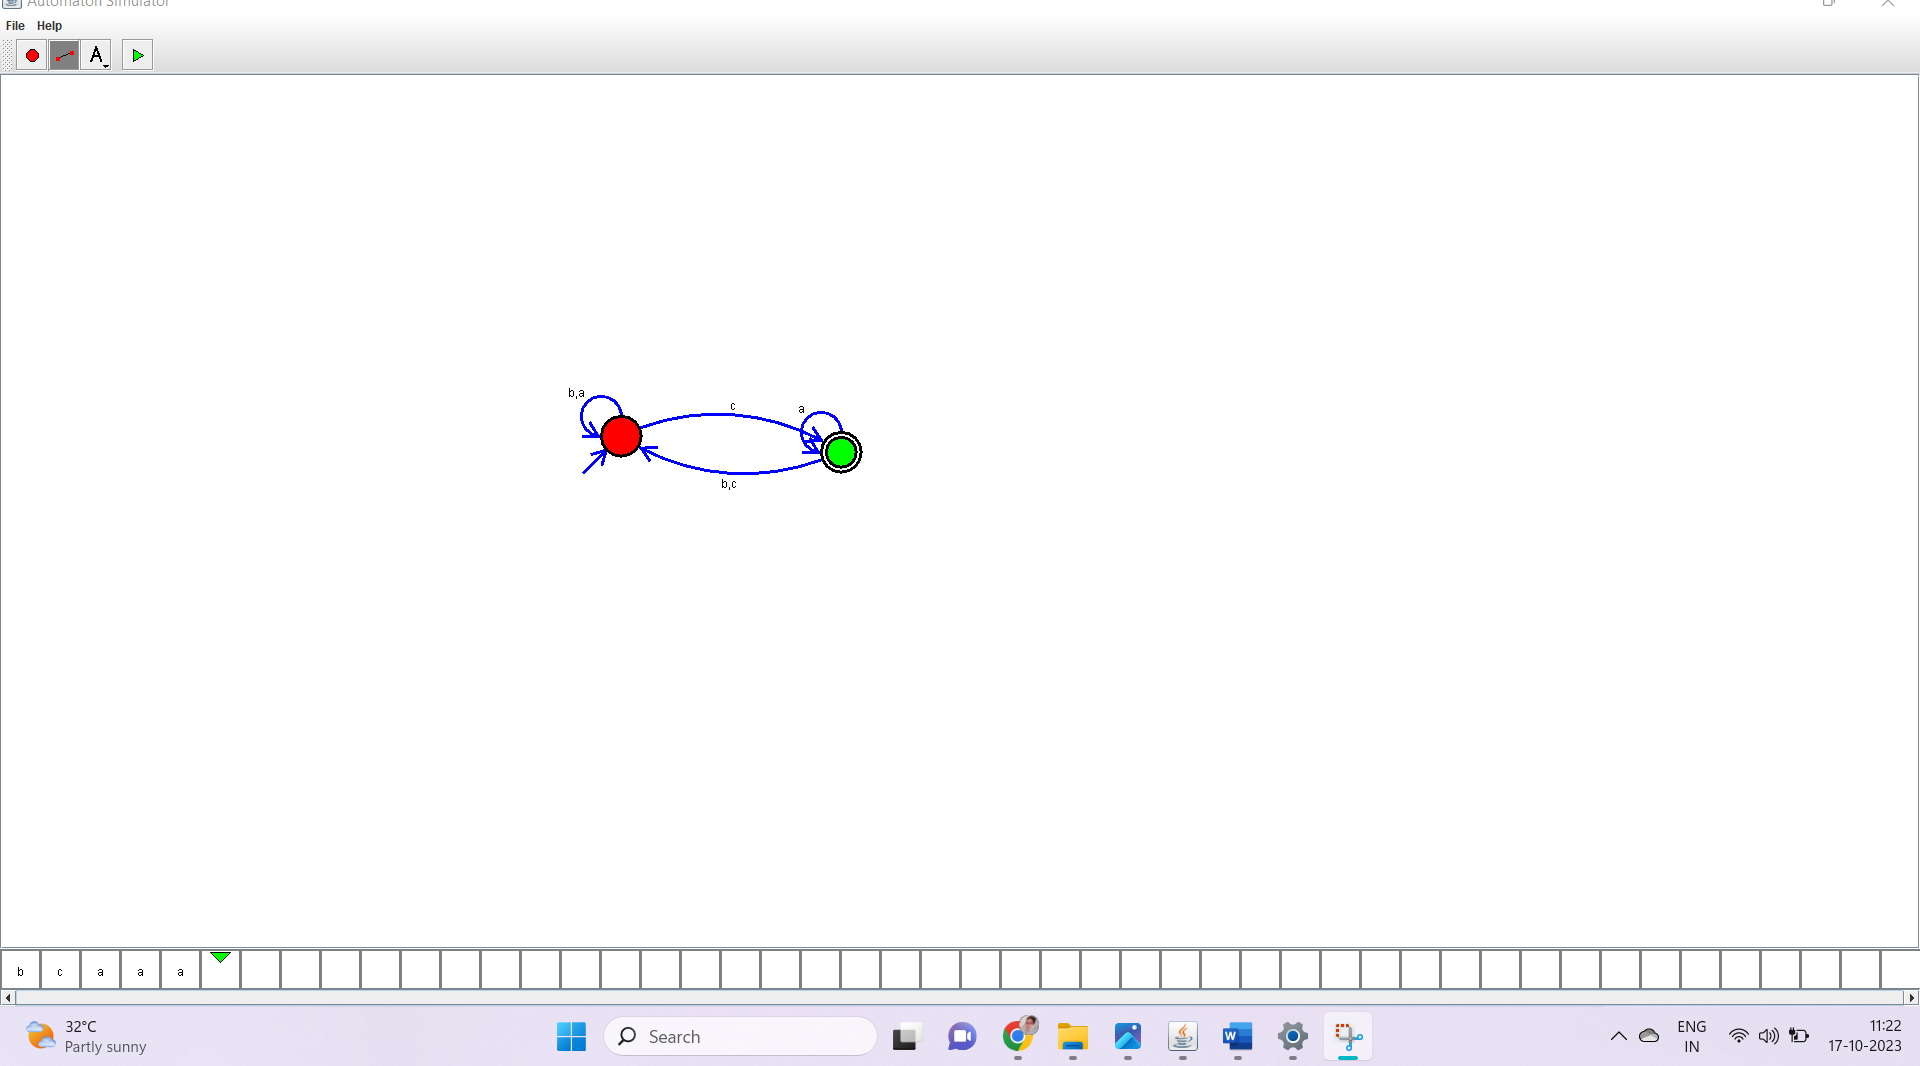 Automaton Simulator
File Help
A
b,a
c
a
b,c
b c a a a
32°C
Partly sunny
Search
W
ENG
IN
11:22
17-10-2023